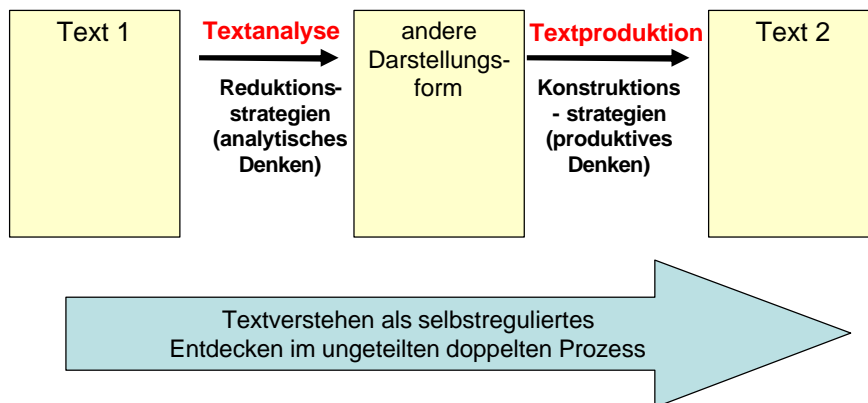 Text 1
Textanalyse
Reduktions-
strategien
(analytisches
Denken)
andere
Darstellungs-
form
Textproduktion
Konstruktions
- strategien
(produktives
Denken)
Text 2
Textverstehen als selbstreguliertes
Entdecken im ungeteilten doppelten Prozess